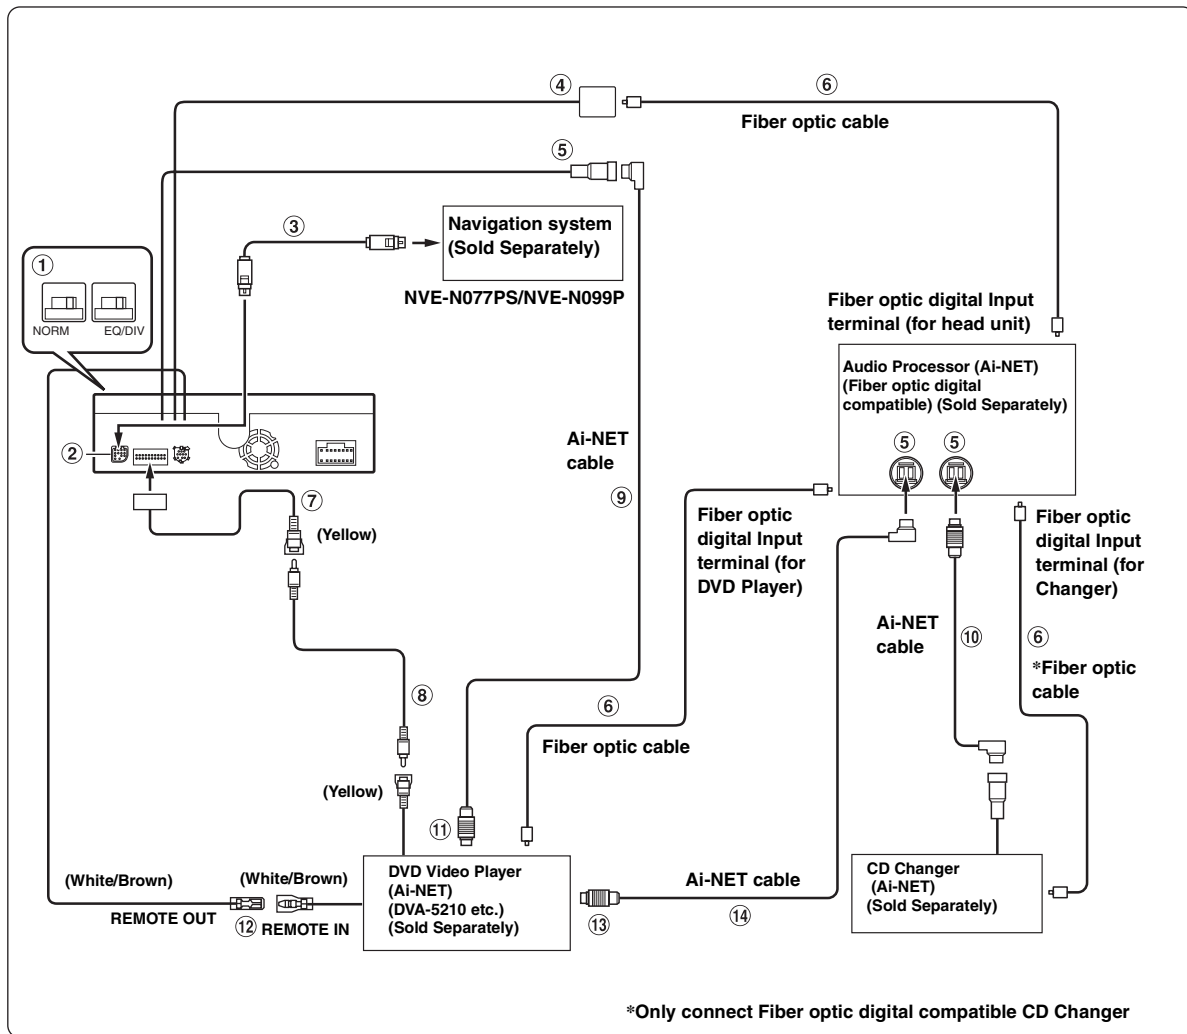 ④
⑥
Fiber optic cable
⑤
③
Navigation system
(Sold Separately)
NVE-N077PS/NVE-N099P
①
NORM
EQ/DIV
Fiber optic digital Input
terminal (for head unit)
Audio Processor (Ai-NET)
(Fiber optic digital
compatible) (Sold Separately)
⑤
⑤
②
Ai-NET
cable
⑨
⑦
(Yellow)
Fiber optic
digital Input
terminal (for
DVD Player)
Fiber optic
digital Input
terminal (for
Changer)
Ai-NET
cable
⑩
⑥
*Fiber optic
cable
⑧
⑥
Fiber optic cable
(Yellow)
⑪
DVD Video Player
(Ai-NET)
(DVA-5210 etc.)
(Sold Separately)
CD Changer
(Ai-NET)
(Sold Separately)
(White/Brown)
(White/Brown)
REMOTE OUT
⑫
REMOTE IN
⑬
Ai-NET cable
⑭
*Only connect Fiber optic digital compatible CD Changer